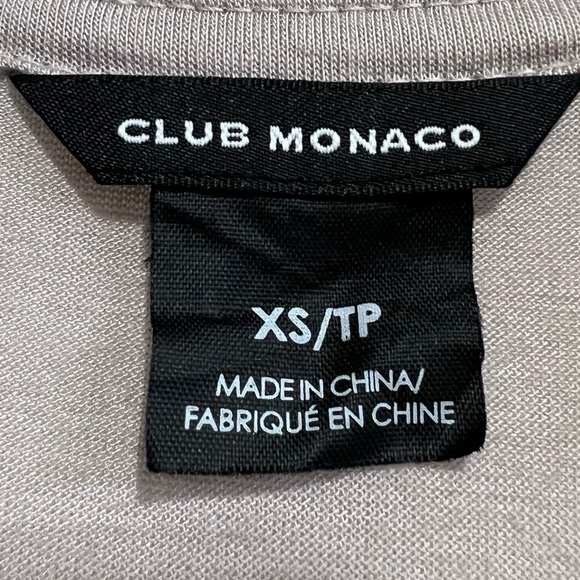 CLUB MONACO
XS/TP
MADE IN CHINA/
FABRIQUÉ EN CHINE